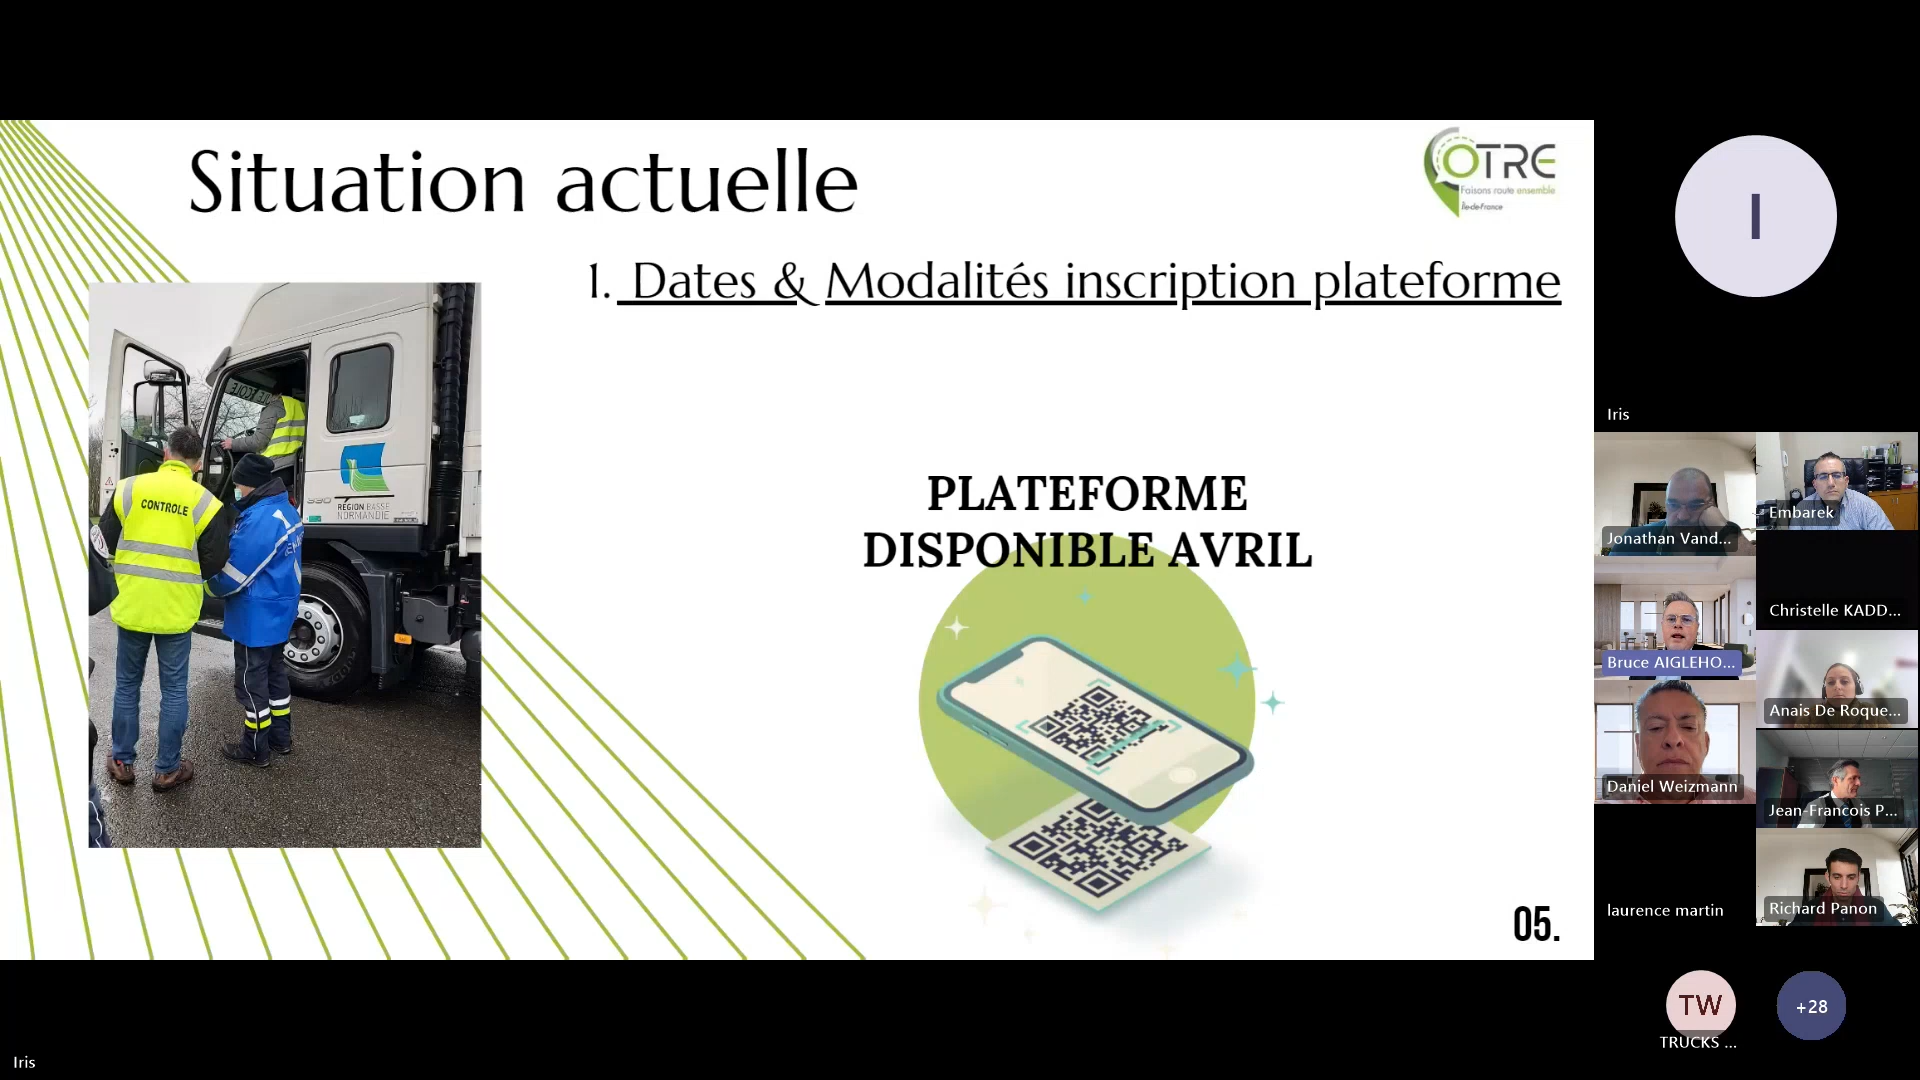 Situation actuelle
OTRE
Faisons route ensemble
Île-de-France
1. Dates & Modalités inscription plateforme
CONTROLE
RÉGION BASSE
NORMANDIE
PLATEFORME
DISPONIBLE AVRIL
05.
I
Iris
Jonathan Vand...
Embarek
Christelle KADD...
Bruce AIGLEHO...
Anais De Roque...
Daniel Weizmann
Jean-Francois P...
laurence martin
Richard Panon
TW
+28
TRUCKS ...
Iris